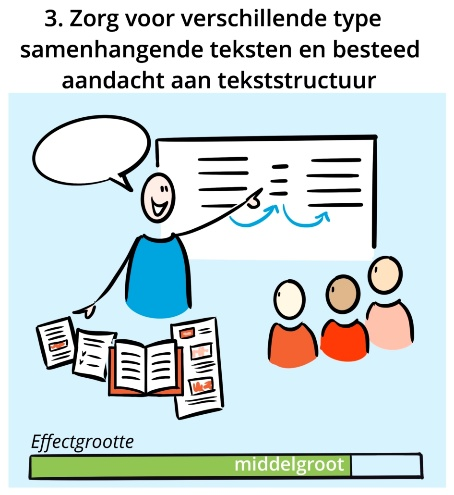 3. Zorg voor verschillende type
samenhangende teksten en besteed
aandacht aan tekststructuur
Effectgrootte
middelgroot